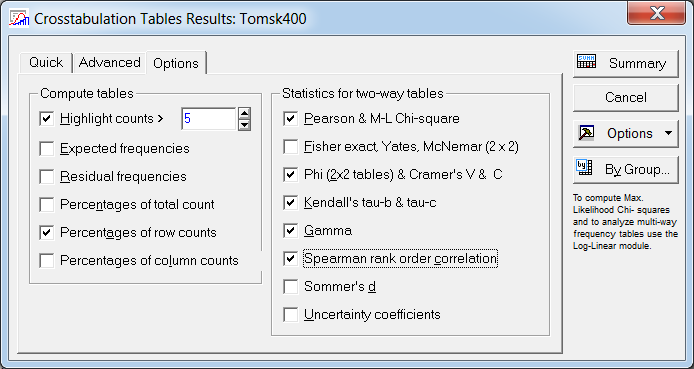 Crosstabulation Tables Results: Tomsk400
Quick
Advanced
Options
Compute tables
Highlight counts > 5
Expected frequencies
Residual frequencies
Percentages of total count
Percentages of row counts
Percentages of column counts
Statistics for two-way tables
Pearson & M-L Chi-square
Fisher exact, Yates, McNemar (2 x 2)
Phi (2x2 tables) & Cramer's V & C
Kendall's tau-b & tau-c
Gamma
Spearman rank order correlation
Sommer's d
Uncertainty coefficients
Summary
Cancel
Options
By Group...
To compute Max.
Likelihood Chi- squares
and to analyze multi-way
frequency tables use the
Log-Linear module.